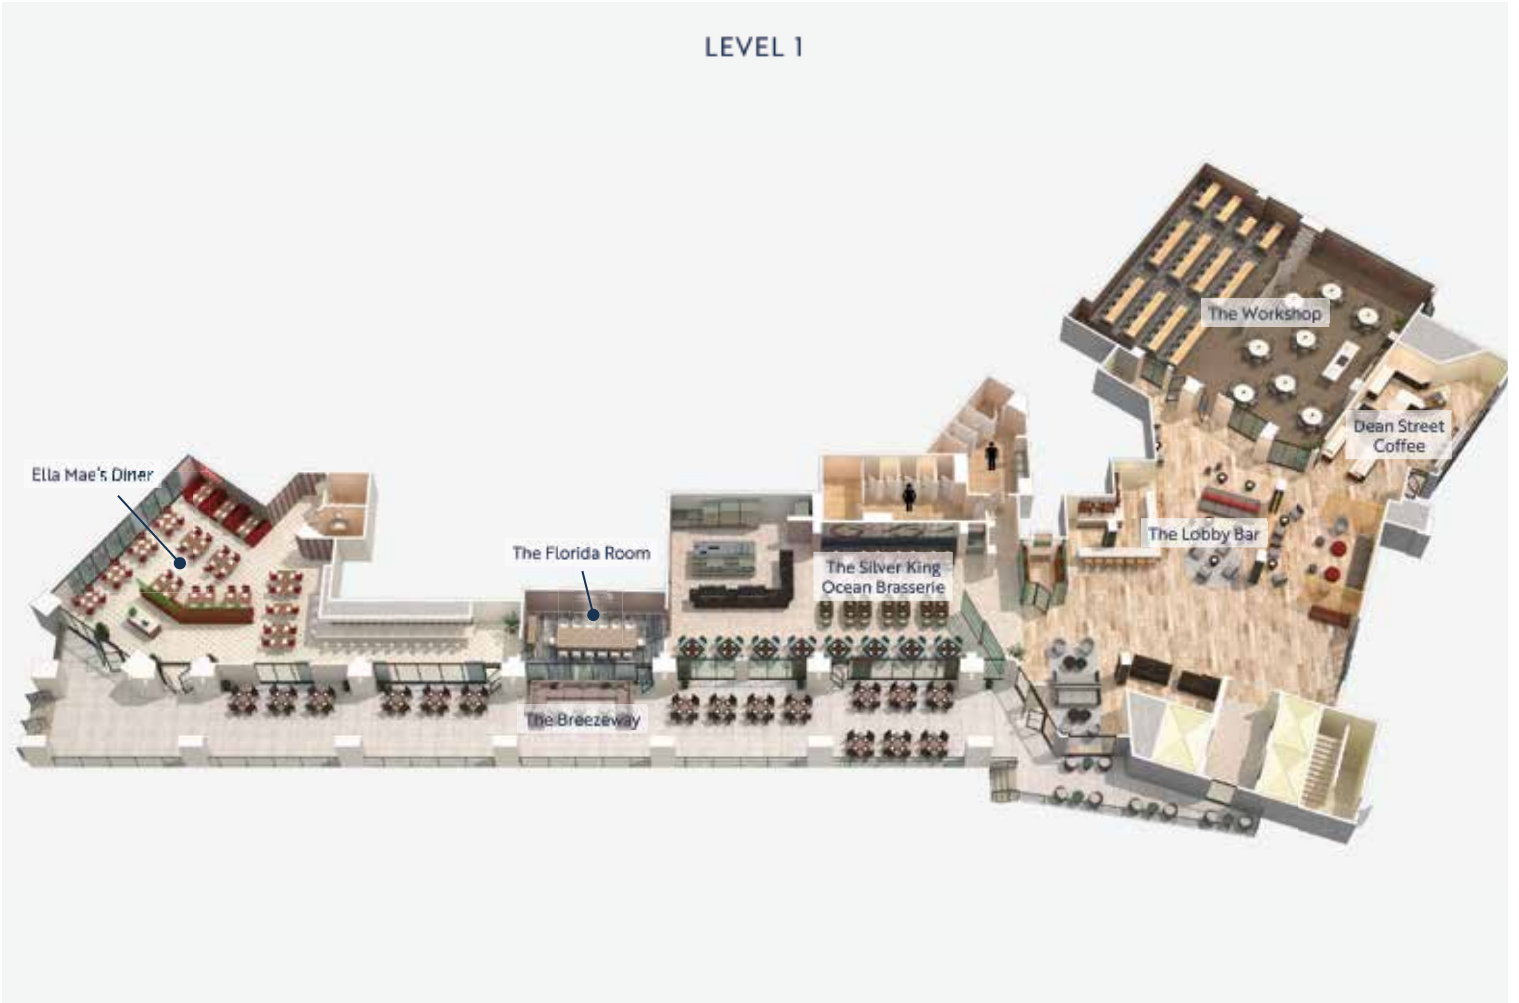 LEVEL 1
The Workshop
Dean Street
Coffee
Ella Mae's Diner
The Florida Room
The Lobby Bar
The Silver King
Ocean Brasserie
The Breezeway